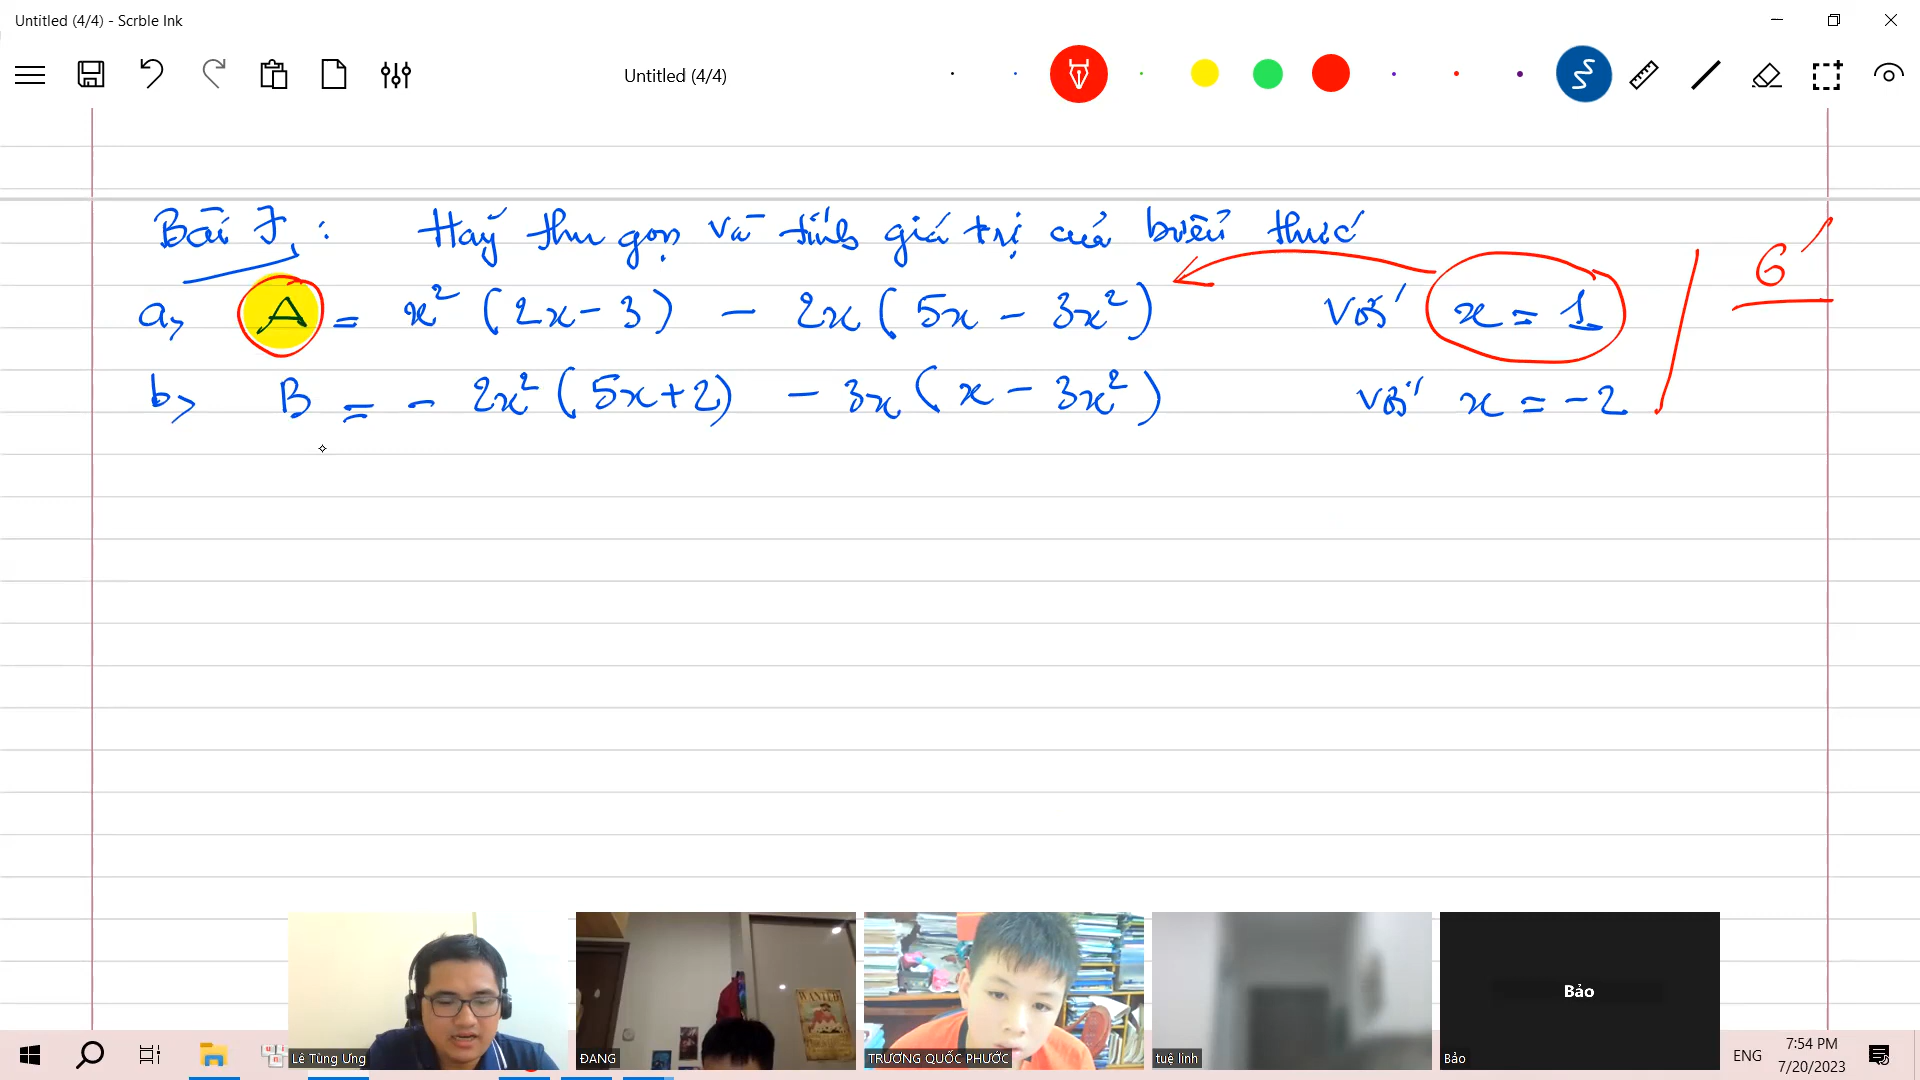 Untitled (4/4) - Scrble Ink
Untitled (4/4)
Bài 7: Hãy thu gọn và tính giá trị của biểu thức
6'
a, A = x² (2x - 3) - 2x (5x - 3x²) với x = 1
b, B = - 2x² (5x + 2) - 3x (x - 3x²) với x = -2
WANTED
Bảo
Lê Tùng Ưng
ĐANG
TRƯƠNG QUỐC PHƯỚC
tuệ linh
Bảo
ENG
7:54 PM
7/20/2023